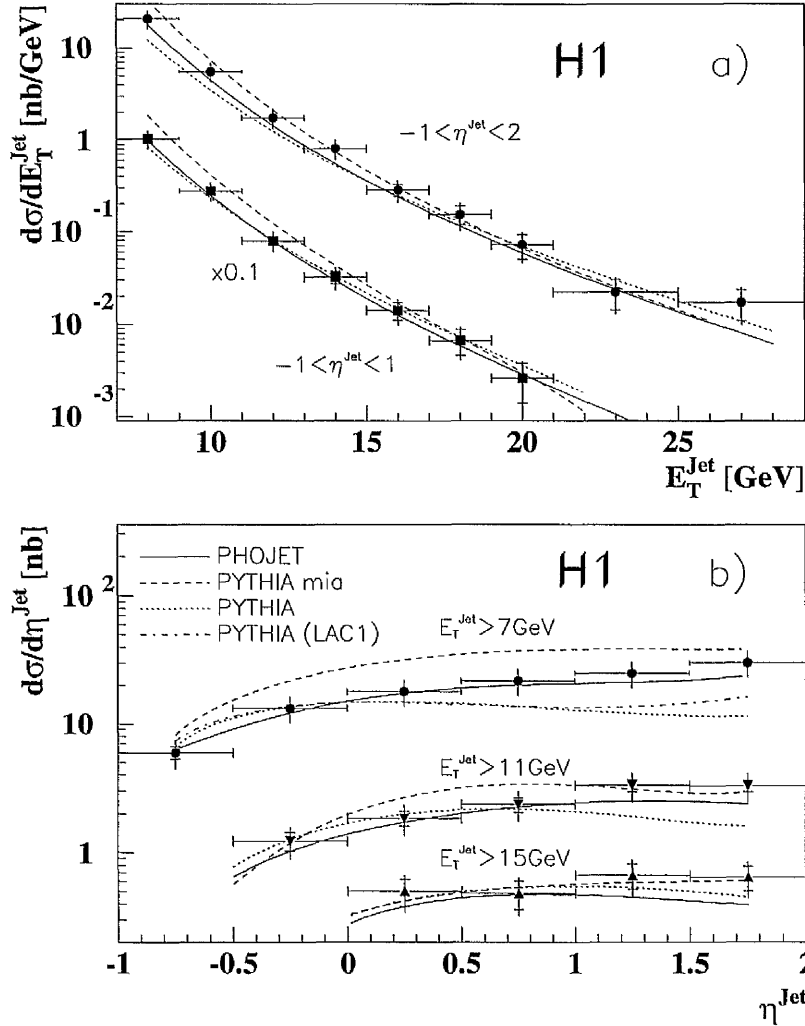 H1
a)
dσ/dE_T^Jet [nb/GeV]
10
1
10^-1
10^-2
10^-3
-1<η^Jet<2
x0.1
-1<η^Jet<1
10 15 20 25
E_T^Jet [GeV]
H1
b)
dσ/dη^Jet [nb]
PHOJET
PYTHIA mia
PYTHIA
PYTHIA (LAC1)
10^2
10
1
E_T^Jet>7GeV
E_T^Jet>11GeV
E_T^Jet>15GeV
-1 -0.5 0 0.5 1 1.5 2
η^Jet